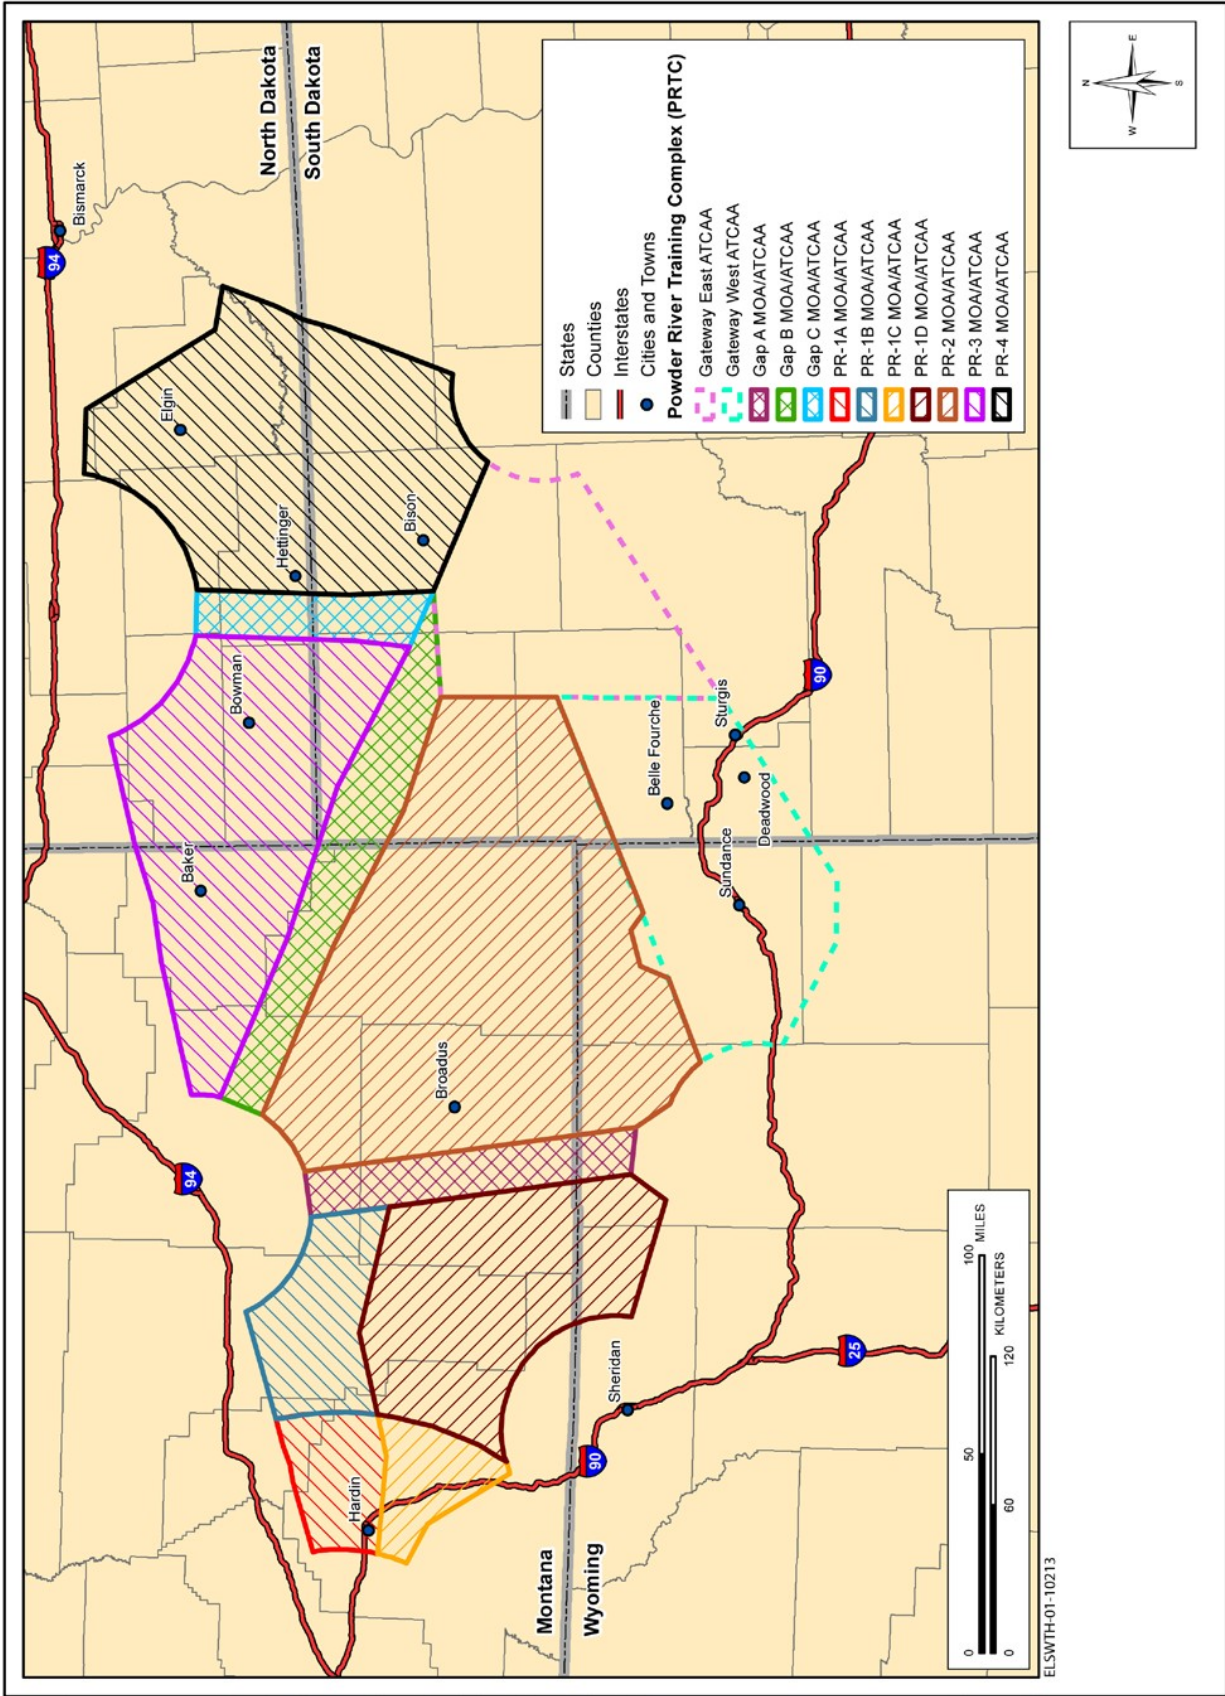 North Dakota
South Dakota
Bismarck
94
Elgin
Hettinger
Bison
Bowman
Baker
94
Broadus
Belle Fourche
Sturgis
Deadwood
Sundance
90
Hardin
Sheridan
90
25
Montana
Wyoming
States
Counties
Interstates
Cities and Towns
Powder River Training Complex (PRTC)
Gateway East ATCAA
Gateway West ATCAA
Gap A MOA/ATCAA
Gap B MOA/ATCAA
Gap C MOA/ATCAA
PR-1A MOA/ATCAA
PR-1B MOA/ATCAA
PR-1C MOA/ATCAA
PR-1D MOA/ATCAA
PR-2 MOA/ATCAA
PR-3 MOA/ATCAA
PR-4 MOA/ATCAA
0 50 100 MILES
0 60 120 KILOMETERS
ELSWTH-01-10213
N
W E
S